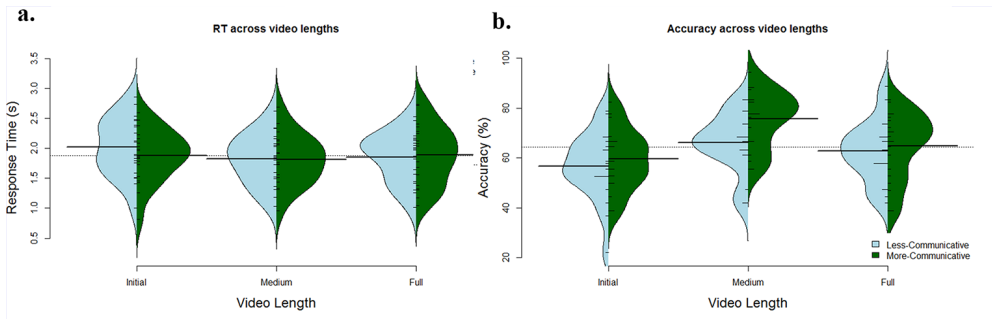 a.
RT across video lengths
Response Time (s)
3.5
3.0
2.5
2.0
1.5
1.0
0.5
Initial
Medium
Full
Video Length
b.
Accuracy across video lengths
Accuracy (%)
100
80
60
40
20
Less-Communicative
More-Communicative
Initial
Medium
Full
Video Length